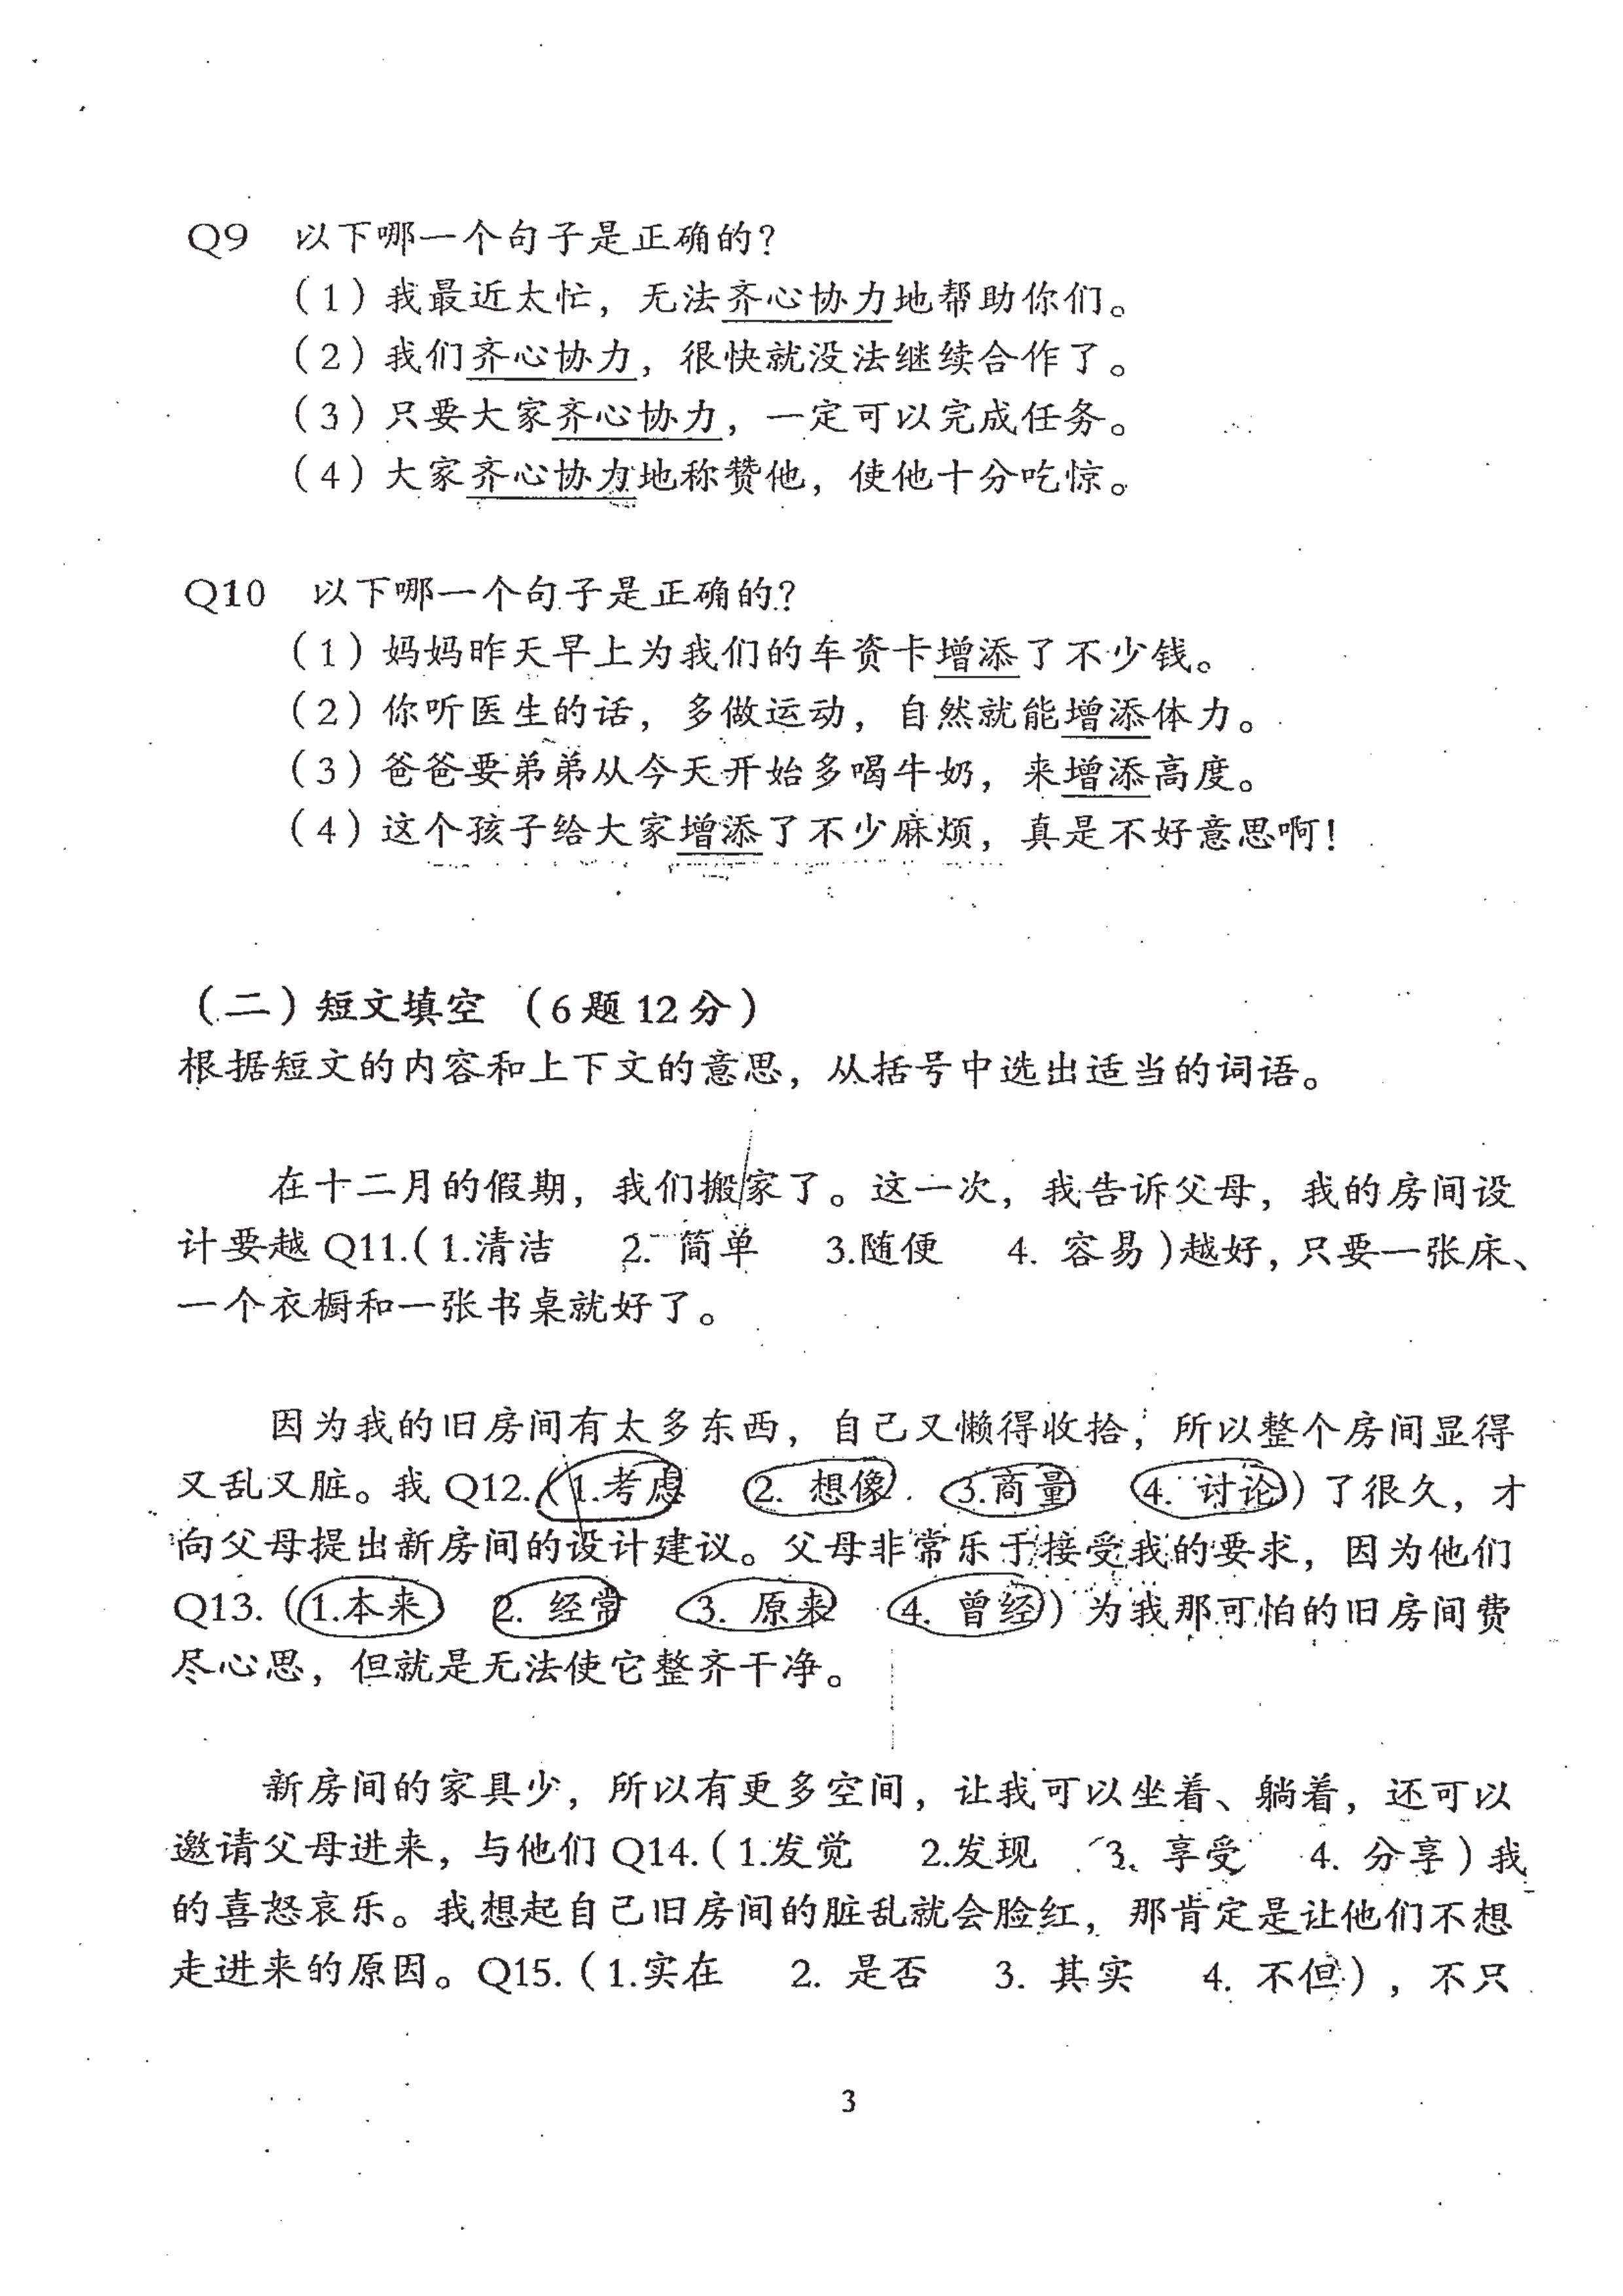 Q9 以下哪一个句子是正确的?
(1)我最近太忙，无法齐心协力地帮助你们。
(2)我们齐心协力，很快就没法继续合作了。
(3)只要大家齐心协力，一定可以完成任务。
(4)大家齐心协力地称赞他，使他十分吃惊。
Q10 以下哪一个句子是正确的?
(1)妈妈昨天早上为我们的车资卡增添了不少钱。
(2)你听医生的话，多做运动，自然就能增添体力。
(3)爸爸要弟弟从今天开始多喝牛奶，来增添高度。
(4)这个孩子给大家增添了不少麻烦，真是不好意思啊!
(二)短文填空 (6题12分)
根据短文的内容和上下文的意思，从括号中选出适当的词语。
在十二月的假期，我们搬家了。这一次，我告诉父母，我的房间设
计要越 Q11.(1.清洁 2. 简单 3.随便 4. 容易)越好，只要一张床、
一个衣橱和一张书桌就好了。
因为我的旧房间有太多东西，自己又懒得收拾，所以整个房间显得
又乱又脏。我 Q12.(1.考虑 2. 想像 3.商量 4. 讨论)了很久，才
向父母提出新房间的设计建议。父母非常乐于接受我的要求，因为他们
Q13. (1.本来 2. 经常 3. 原来 4. 曾经)为我那可怕的旧房间费
尽心思，但就是无法使它整齐干净。
新房间的家具少，所以有更多空间，让我可以坐着、躺着，还可以
邀请父母进来，与他们 Q14.(1.发觉 2.发现 3. 享受 4. 分享)我
的喜怒哀乐。我想起自己旧房间的脏乱就会脸红，那肯定是让他们不想
走进来的原因。Q15.(1.实在 2. 是否 3. 其实 4. 不但)，不只
3